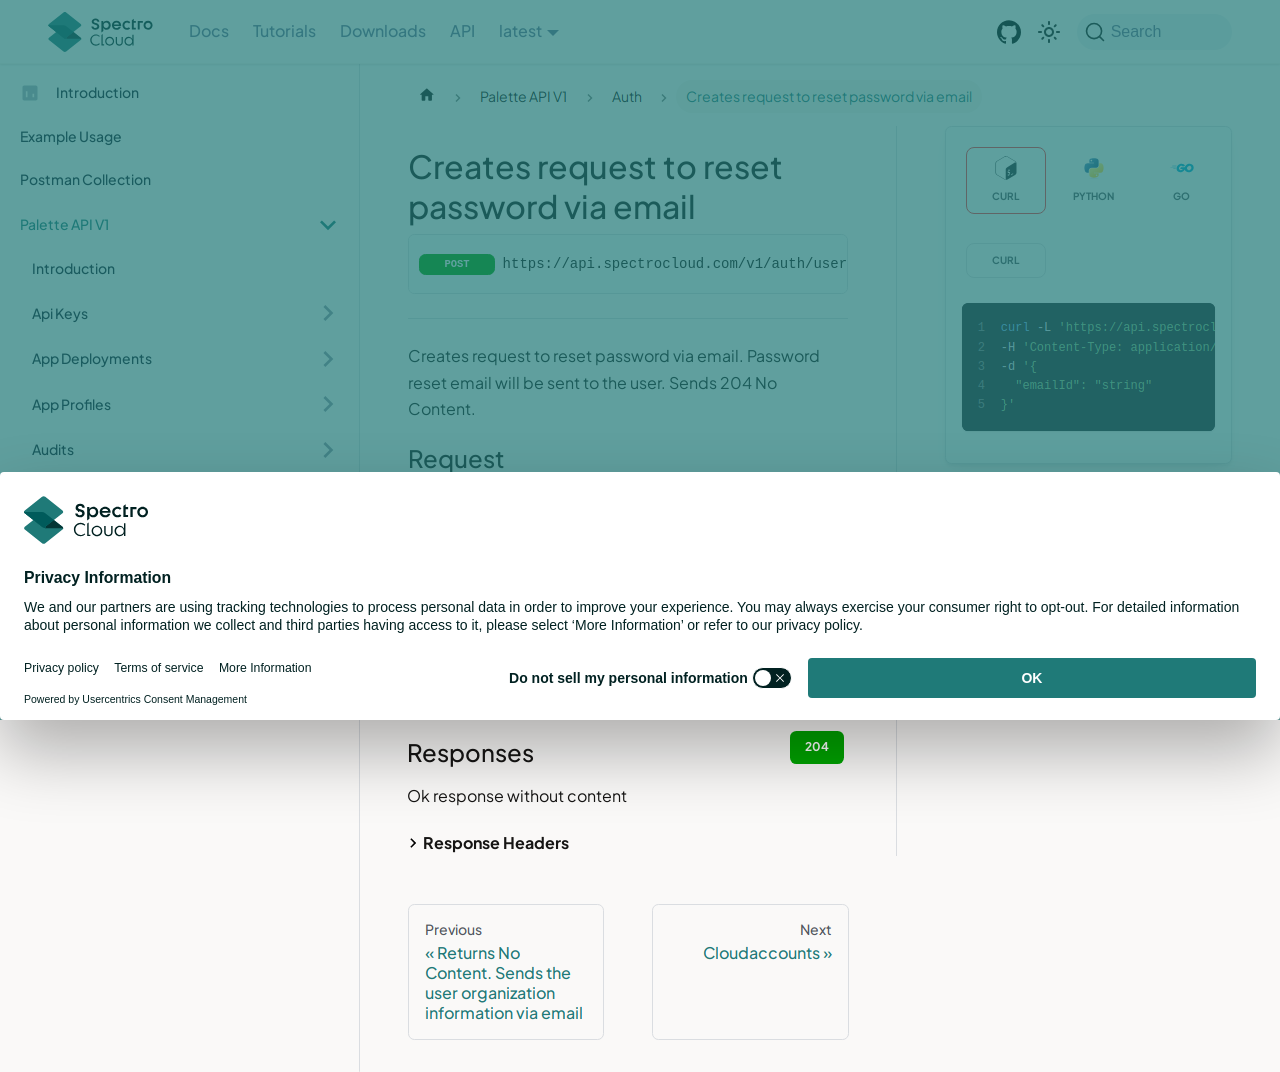 Spectro Cloud
Docs
Tutorials
Downloads
API
latest
Search
Introduction
Example Usage
Postman Collection
Palette API V1
Introduction
Api Keys
App Deployments
App Profiles
Audits
Palette API V1
Auth
Creates request to reset password via email
Creates request to reset
password via email
POST
https://api.spectrocloud.com/v1/auth/user
Creates request to reset password via email. Password
reset email will be sent to the user. Sends 204 No
Content.
Request
CURL
PYTHON
GO
CURL
1 curl -L 'https://api.spectrocl
2 -H 'Content-Type: application/
3 -d '{
4 "emailId": "string"
5 }'
Spectro
Cloud
Privacy Information
We and our partners are using tracking technologies to process personal data in order to improve your experience. You may always exercise your consumer right to opt-out. For detailed information
about personal information we collect and third parties having access to it, please select ‘More Information’ or refer to our privacy policy.
Privacy policy
Terms of service
More Information
Do not sell my personal information
OK
Powered by Usercentrics Consent Management
Responses
204
Ok response without content
Response Headers
Previous
« Returns No
Content. Sends the
user organization
information via email
Next
Cloudaccounts »